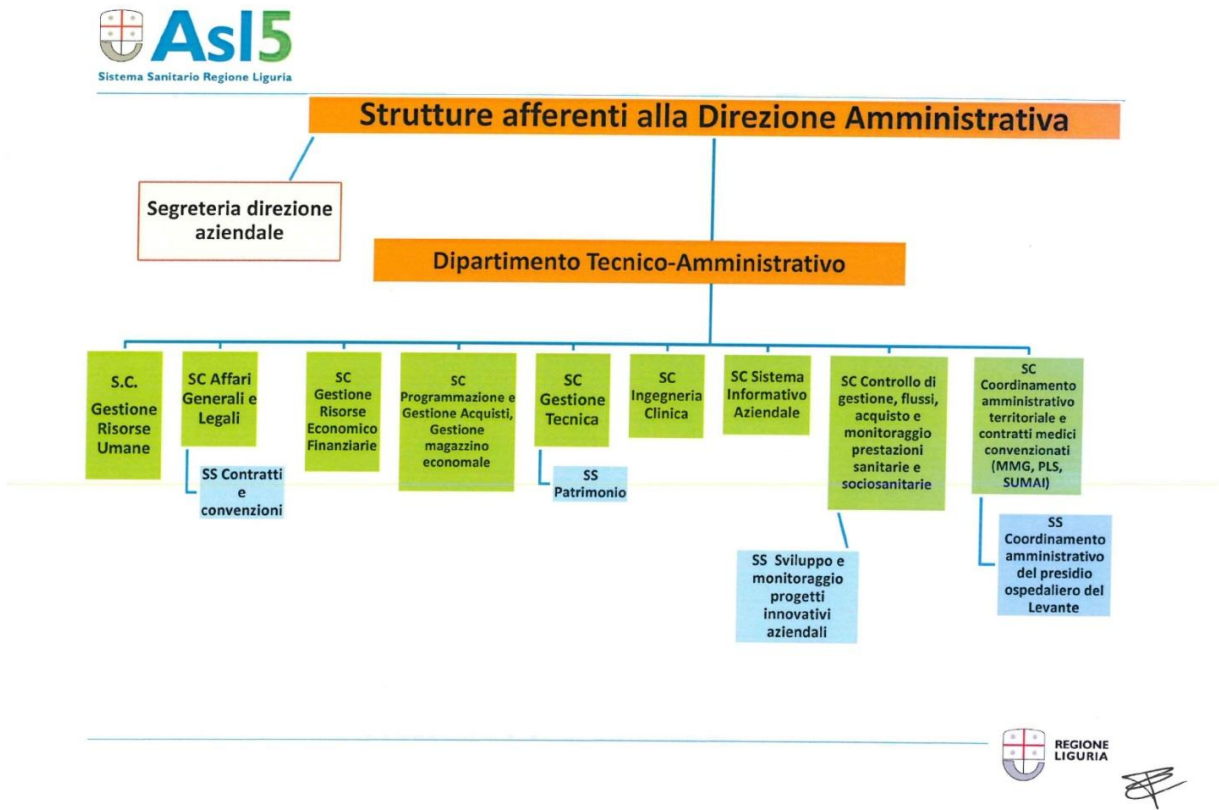 Asl5
Sistema Sanitario Regione Liguria
Strutture afferenti alla Direzione Amministrativa
Segreteria direzione
aziendale
Dipartimento Tecnico-Amministrativo
S.C.
Gestione
Risorse
Umane
SC Affari
Generali e
Legali
SS Contratti
e
convenzioni
SC
Gestione
Risorse
Economico
Finanziarie
SC
Programmazione e
Gestione Acquisti,
Gestione
magazzino
economale
SC
Gestione
Tecnica
SS
Patrimonio
SC
Ingegneria
Clinica
SC Sistema
Informativo
Aziendale
SC Controllo di
gestione, flussi,
acquisto e
monitoraggio
prestazioni
sanitarie e
sociosanitarie
SS Sviluppo e
monitoraggio
progetti
innovativi
aziendali
SC
Coordinamento
amministrativo
territoriale e
contratti medici
convenzionati
(MMG, PLS,
SUMAI)
SS
Coordinamento
amministrativo
del presidio
ospedaliero del
Levante
REGIONE
LIGURIA